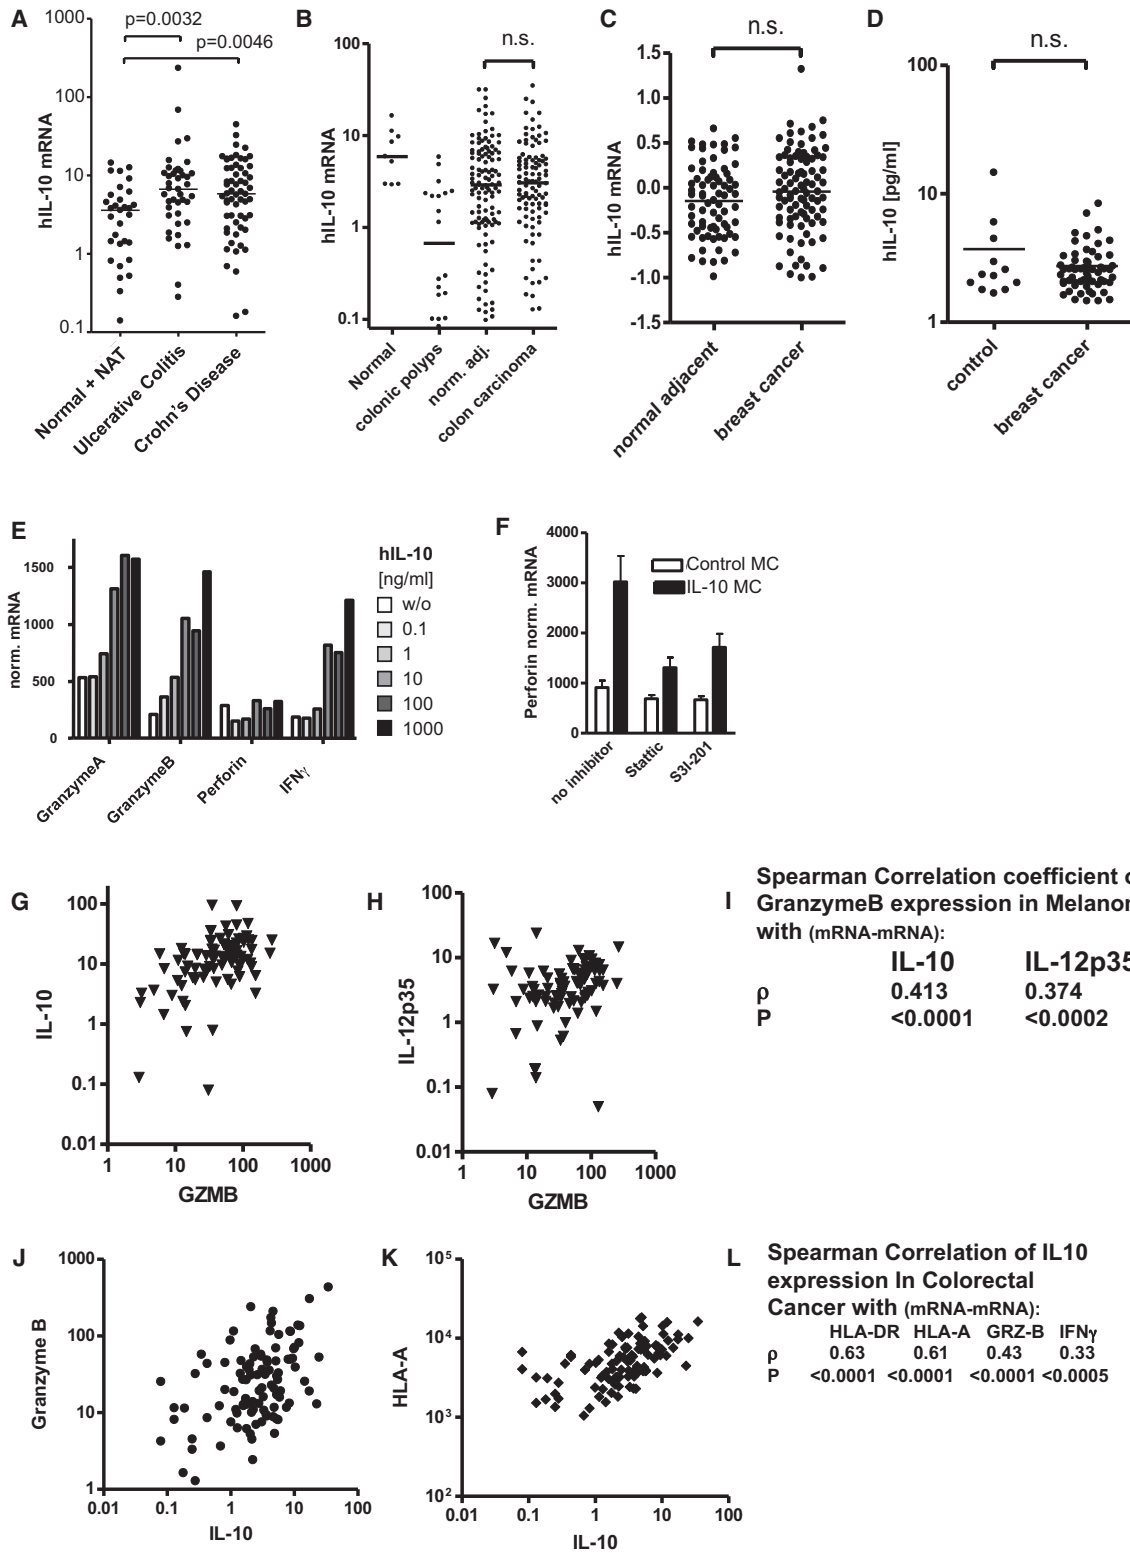 A
hIL-10 mRNA
1000
100
10
1
0.1
p=0.0032
p=0.0046
Normal + NAT
Ulcerative Colitis
Crohn's Disease
B
hIL-10 mRNA
100
10
1
0.1
n.s.
Normal
colonic polyps
norm. adj.
colon carcinoma
C
hIL-10 mRNA
1.5
1.0
0.5
0.0
-0.5
-1.0
-1.5
n.s.
normal adjacent
breast cancer
D
hIL-10 [pg/ml]
100
10
1
n.s.
control
breast cancer
E
norm. mRNA
1500
1000
500
0
GranzymeA
GranzymeB
Perforin
IFNγ
hIL-10
[ng/ml]
w/o
0.1
1
10
100
1000
F
Perforin norm. mRNA
4000
3000
2000
1000
0
Control MC
IL-10 MC
no inhibitor
Stattic
S3I-201
G
IL-10
100
10
1
0.1
0.01
1 10 100 1000
GZMB
H
IL-12p35
100
10
1
0.1
0.01
1 10 100 1000
GZMB
I
Spearman Correlation coefficient
GranzymeB expression in
with (mRNA-mRNA):
IL-10 IL-12p35
ρ 0.413 0.374
P <0.0001 <0.0002
J
Granzyme B
1000
100
10
1
0.01 0.1 1 10 100
IL-10
K
HLA-A
10⁵
10⁴
10³
10²
0.01 0.1 1 10 100
IL-10
L
Spearman Correlation of IL10
expression In Colorectal
Cancer with (mRNA-mRNA):
HLA-DR HLA-A GRZ-B IFNγ
ρ 0.63 0.61 0.43 0.33
P <0.0001 <0.0001 <0.0001 <0.0005